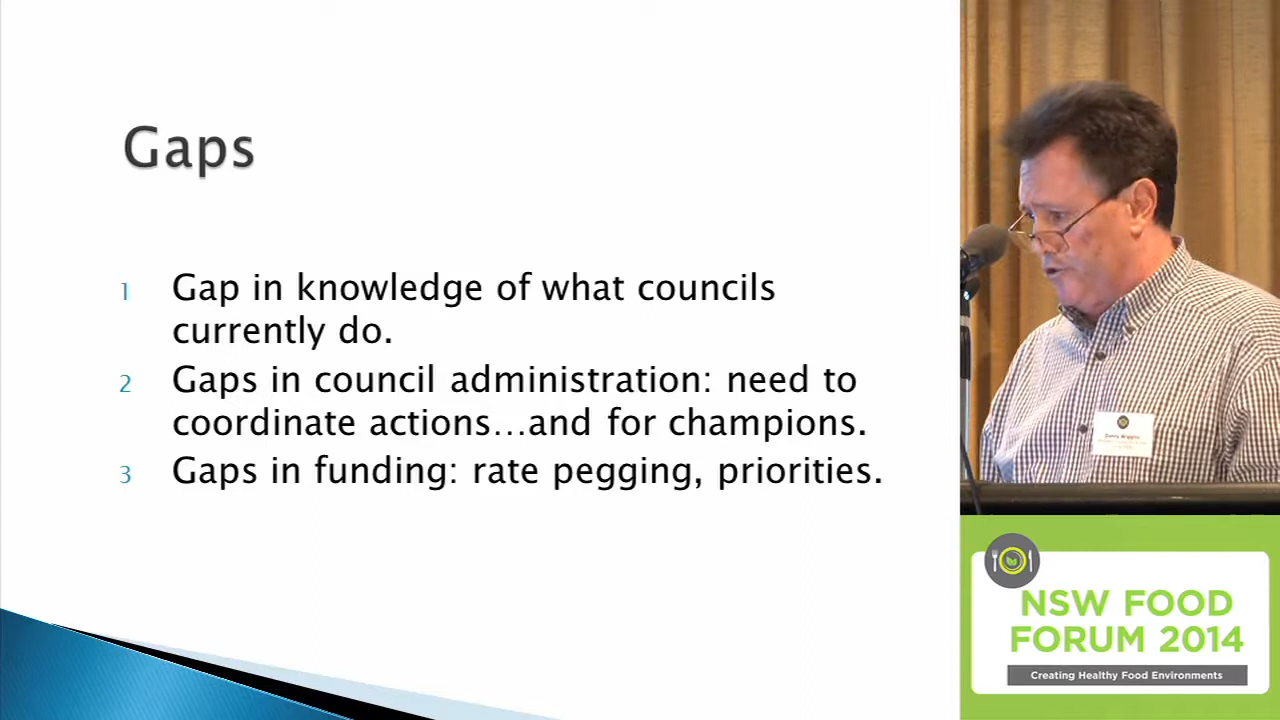 Gaps
1 Gap in knowledge of what councils
currently do.
2 Gaps in council administration: need to
coordinate actions…and for champions.
3 Gaps in funding: rate pegging, priorities.
NSW FOOD
FORUM 2014
Creating Healthy Food Environments